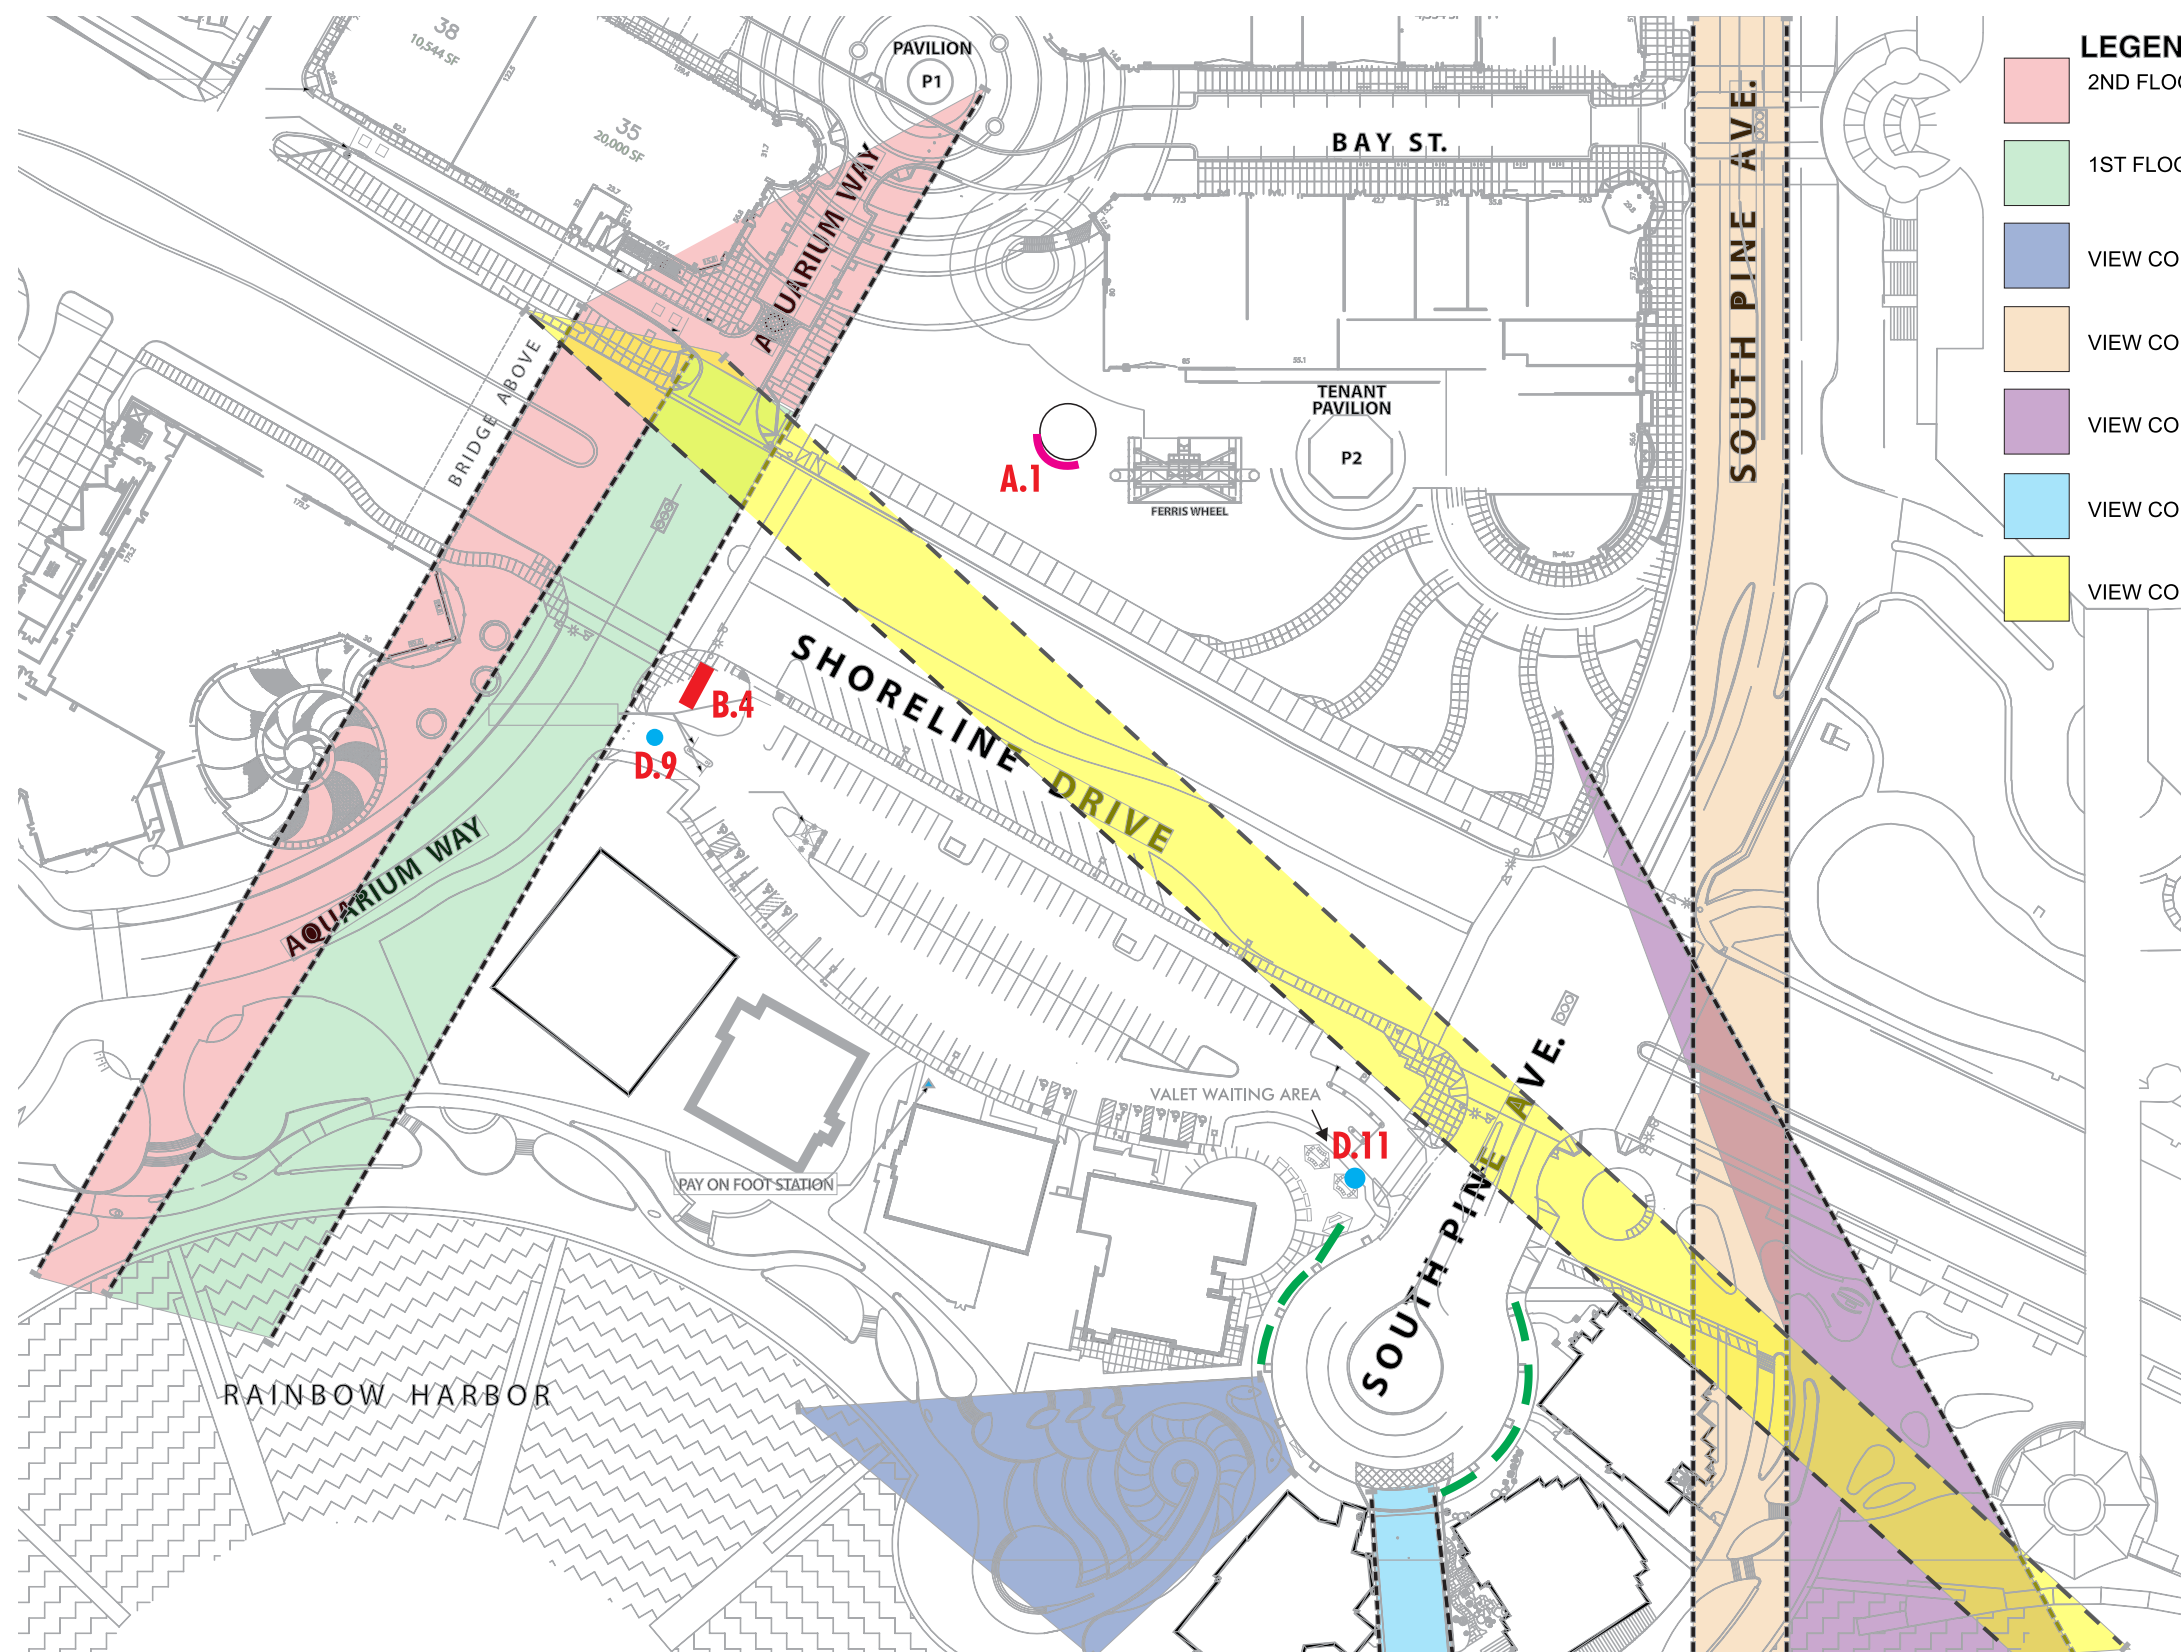 38
10,544 SF
PAVILION
P1
LEGEN
2ND FLOO
35
20,000 SF
AQUARIUM WAY
BAY ST.
SOUTH PINE AVE.
1ST FLOO
VIEW CO
VIEW CO
VIEW CO
VIEW CO
VIEW CO
BRIDGE ABOVE
TENANT
PAVILION
P2
A.1
FERRIS WHEEL
SHORELINE DRIVE
B.4
D.9
AQUARIUM WAY
VALET WAITING AREA
D.11
PAY ON FOOT STATION
SOUTH PINE AVE.
RAINBOW HARBOR